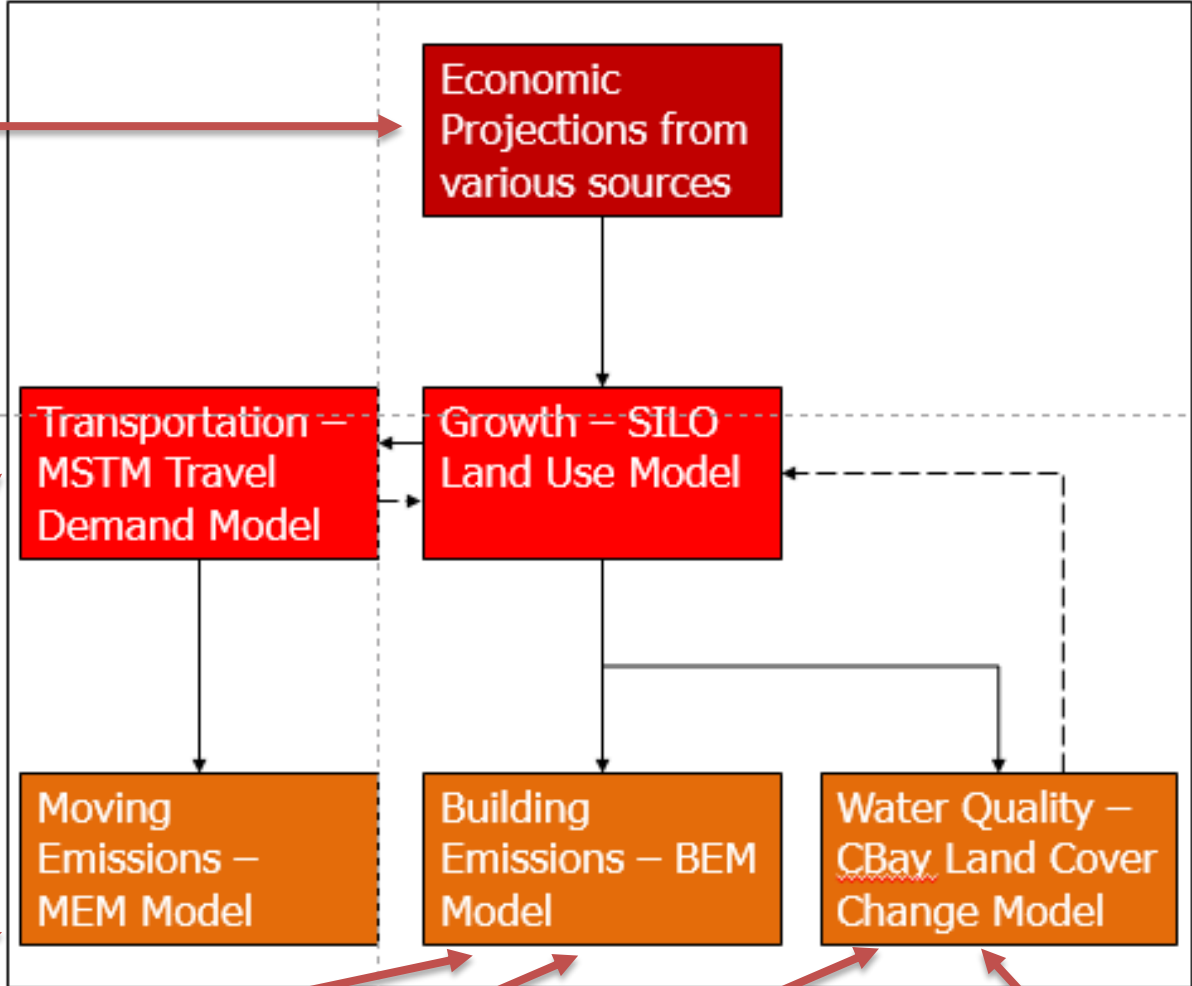 Economic
Projections from
various sources
Transportation –
MSTM Travel
Demand Model
Growth – SILO
Land Use Model
Moving
Emissions –
MEM Model
Building
Emissions – BEM
Model
Water Quality –
CBay Land Cover
Change Model